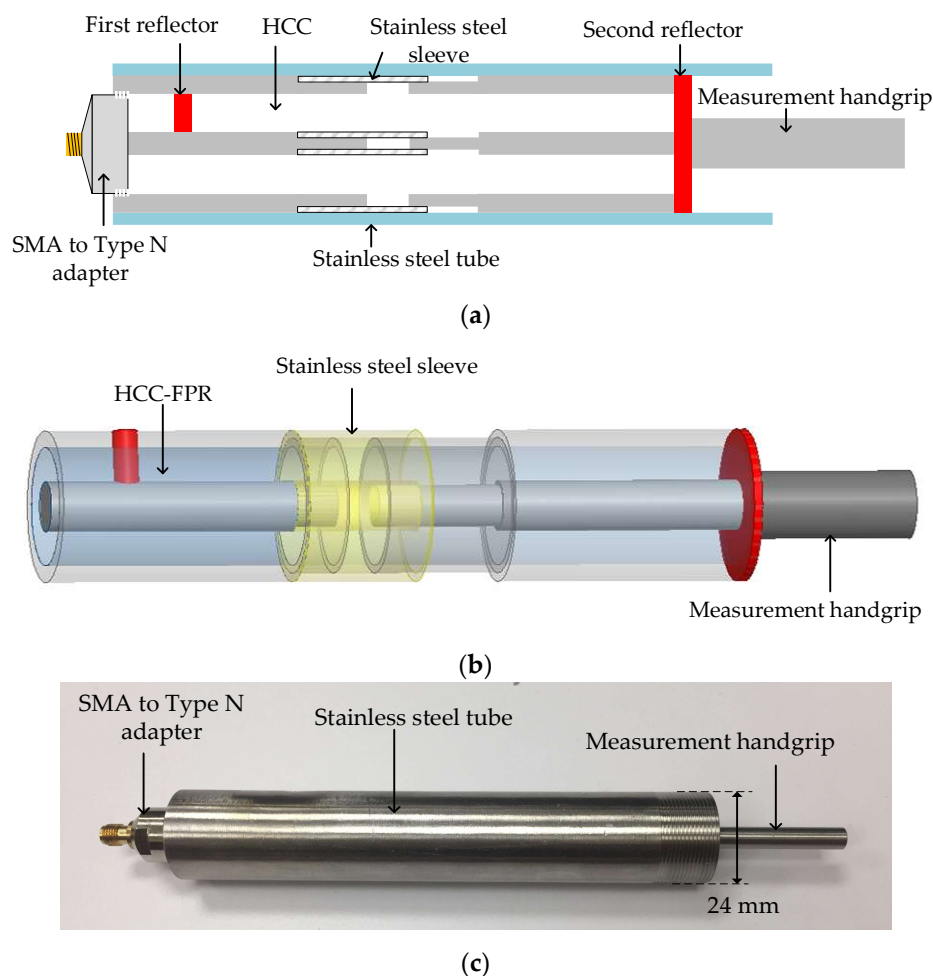 First reflector
HCC
Stainless steel
sleeve
Second reflector
Measurement handgrip
SMA to Type N
adapter
Stainless steel tube
(a)
Stainless steel sleeve
HCC-FPR
Measurement handgrip
(b)
SMA to Type N
adapter
Stainless steel tube
Measurement handgrip
24 mm
(c)